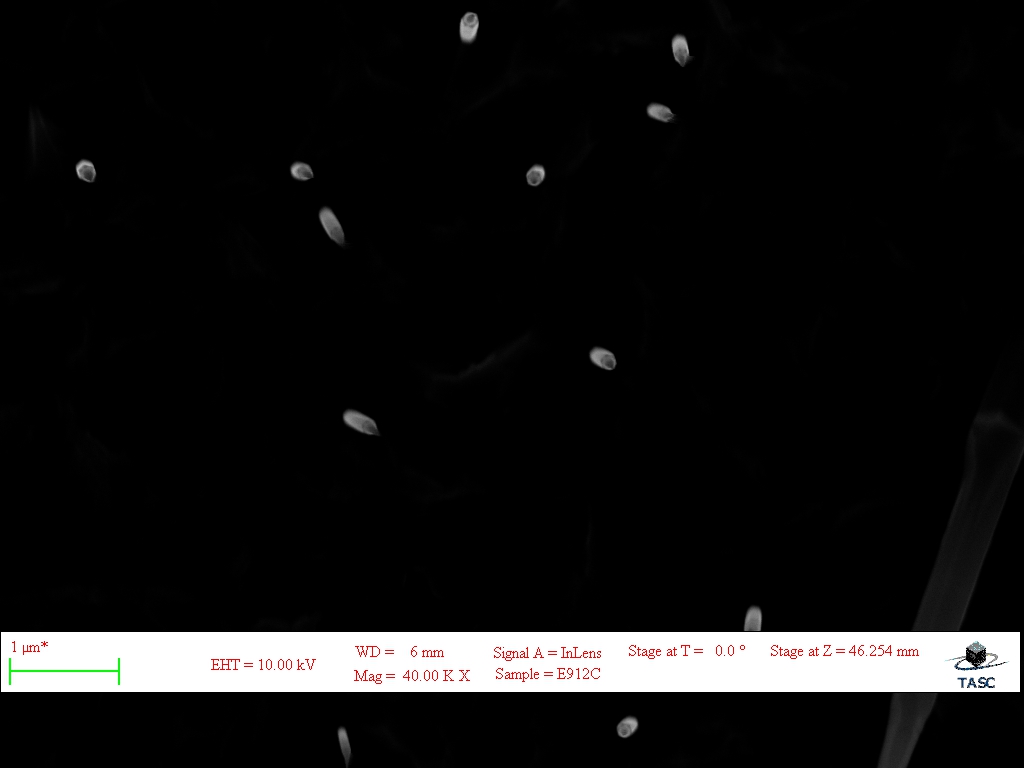 1 µm*
EHT = 10.00 kV
WD = 6 mm
Mag = 40.00 K X
Signal A = InLens
Sample = E912C
Stage at T = 0.0 °
Stage at Z = 46.254 mm
TASC